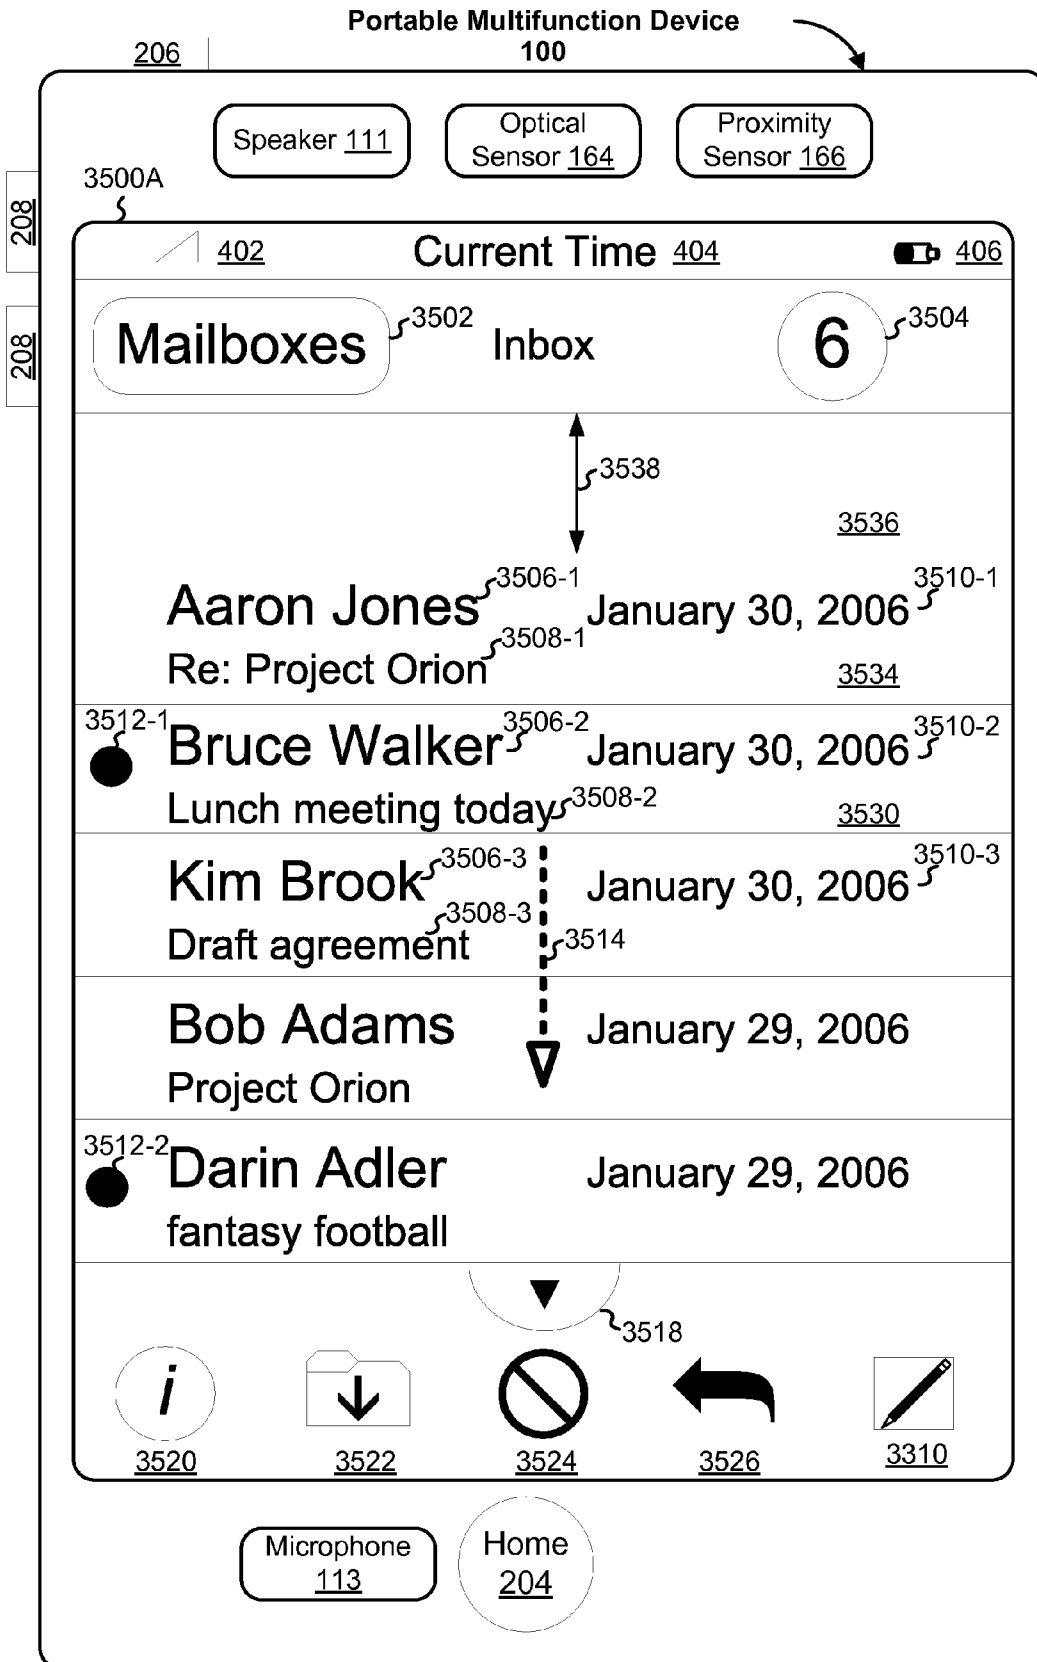 Portable Multifunction Device
100
206
Speaker 111
Optical
Sensor 164
Proximity
Sensor 166
3500A
208
208
402
Current Time 404
406
Mailboxes
3502
Inbox
6
3504
3538
3536
3506-1
3510-1
Aaron Jones
January 30, 2006
3508-1
Re: Project Orion
3534
3512-1
3506-2
3510-2
Bruce Walker
January 30, 2006
Lunch meeting today
3508-2
3530
3506-3
3510-3
Kim Brook
January 30, 2006
3508-3
Draft agreement
3514
Bob Adams
January 29, 2006
Project Orion
3512-2
Darin Adler
January 29, 2006
fantasy football
3518
i
3520
3522
3524
3526
3310
Microphone
113
Home
204